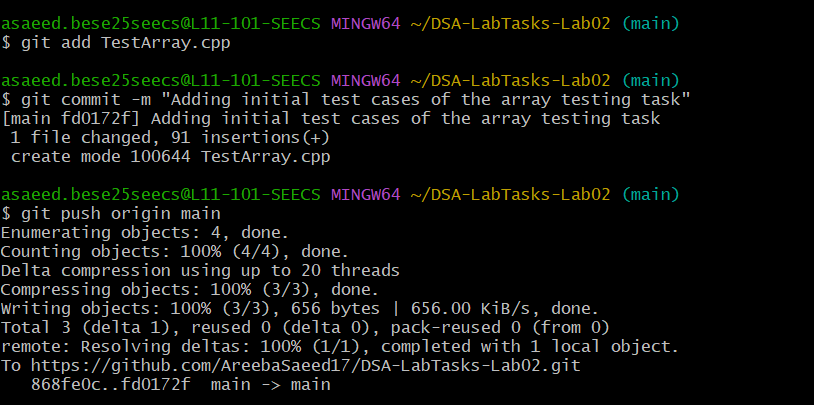 asaeed.bese25seecs@L11-101-SEECS MINGW64 ~/DSA-LabTasks-Lab02 (main)
$ git add TestArray.cpp
asaeed.bese25seecs@L11-101-SEECS MINGW64 ~/DSA-LabTasks-Lab02 (main)
$ git commit -m "Adding initial test cases of the array testing task"
[main fd0172f] Adding initial test cases of the array testing task
 1 file changed, 91 insertions(+)
 create mode 100644 TestArray.cpp
asaeed.bese25seecs@L11-101-SEECS MINGW64 ~/DSA-LabTasks-Lab02 (main)
$ git push origin main
Enumerating objects: 4, done.
Counting objects: 100% (4/4), done.
Delta compression using up to 20 threads
Compressing objects: 100% (3/3), done.
Writing objects: 100% (3/3), 656 bytes | 656.00 KiB/s, done.
Total 3 (delta 1), reused 0 (delta 0), pack-reused 0 (from 0)
remote: Resolving deltas: 100% (1/1), completed with 1 local object.
To https://github.com/AreebaSaeed17/DSA-LabTasks-Lab02.git
   868fe0c..fd0172f  main -> main